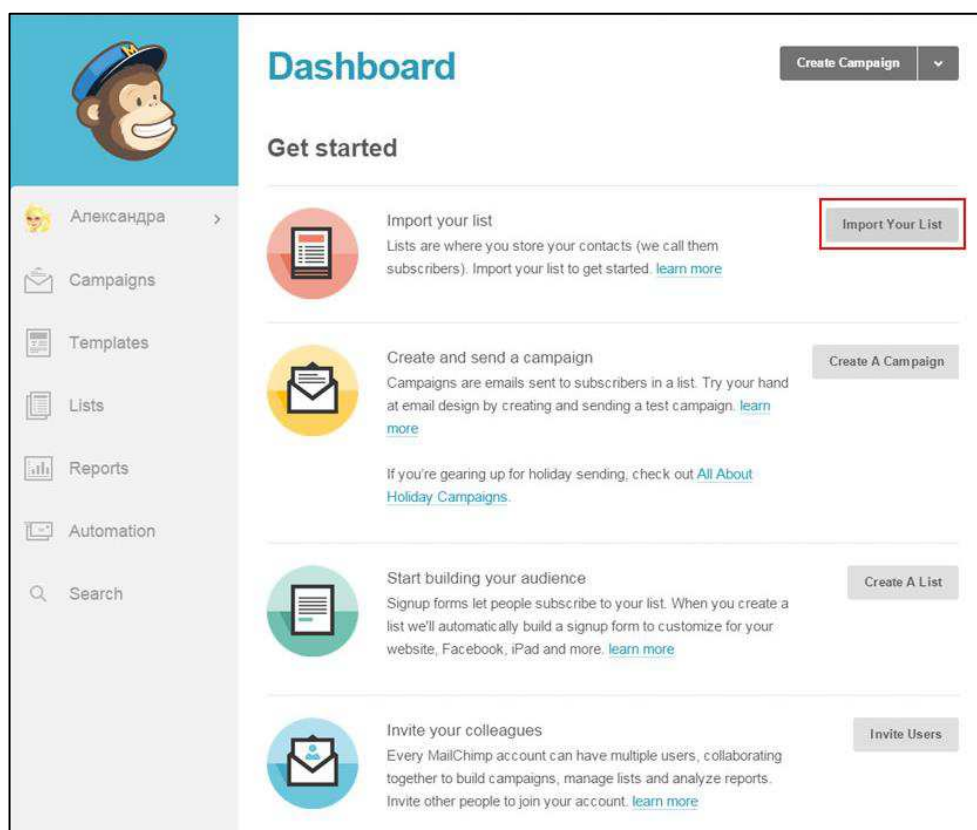 Dashboard
Create Campaign
Get started
Александра
Campaigns
Templates
Lists
Reports
Automation
Search
Import your list
Lists are where you store your contacts (we call them
subscribers). Import your list to get started. learn more
Import Your List
Create and send a campaign
Campaigns are emails sent to subscribers in a list. Try your hand
at email design by creating and sending a test campaign. learn
more
If you're gearing up for holiday sending, check out All About
Holiday Campaigns.
Create A Campaign
Start building your audience
Signup forms let people subscribe to your list. When you create a
list we'll automatically build a signup form to customize for your
website, Facebook, iPad and more. learn more
Create A List
Invite your colleagues
Every MailChimp account can have multiple users, collaborating
together to build campaigns, manage lists and analyze reports.
Invite other people to join your account. learn more
Invite Users